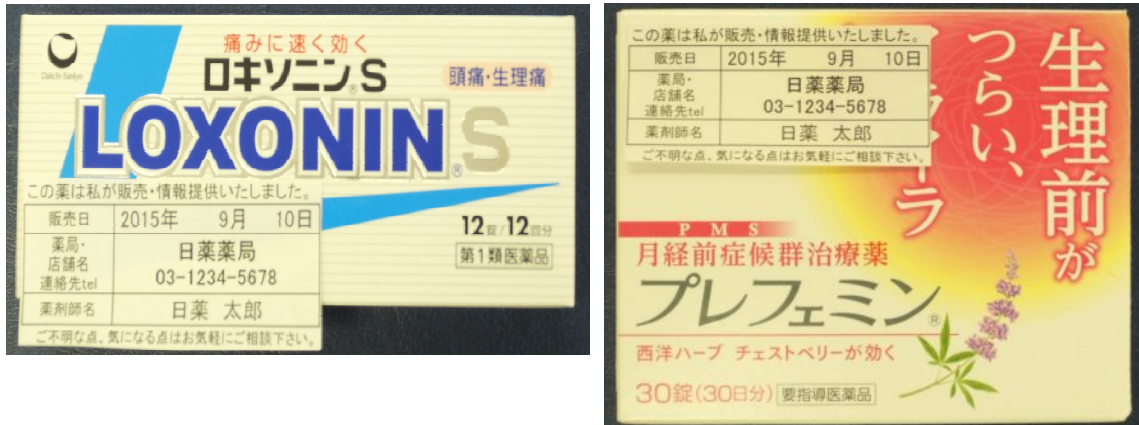 Daiichi-Sankyo
痛みに速く効く
ロキソニン®S
頭痛・生理痛
LOXONIN®S
12錠/12回分
第1類医薬品
この薬は私が販売・情報提供いたしました。
販売日 2015年 9月 10日
薬局・店舗名 連絡先tel 日薬薬局 03-1234-5678
薬剤師名 日薬 太郎
ご不明な点、気になる点はお気軽にご相談下さい。
この薬は私が販売・情報提供いたしました。
販売日 2015年 9月 10日
薬局・店舗名 連絡先tel 日薬薬局 03-1234-5678
薬剤師名 日薬 太郎
ご不明な点、気になる点はお気軽にご相談下さい。
生理前が
つらい、
ラ
PMS
月経前症候群治療薬
プレフェミン®
西洋ハーブ チェストベリーが効く
30錠(30日分) 要指導医薬品